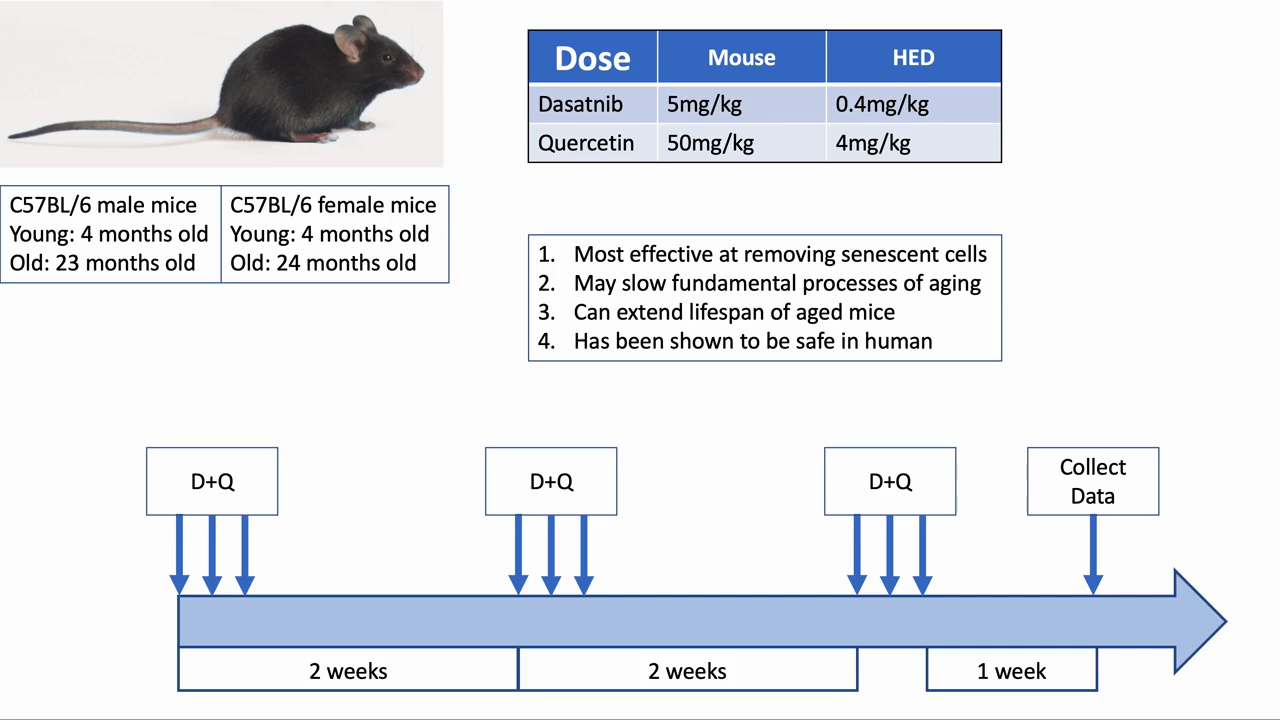 Dose Mouse HED
Dasatnib 5mg/kg 0.4mg/kg
Quercetin 50mg/kg 4mg/kg
C57BL/6 male mice
Young: 4 months old
Old: 23 months old
C57BL/6 female mice
Young: 4 months old
Old: 24 months old
1. Most effective at removing senescent cells
2. May slow fundamental processes of aging
3. Can extend lifespan of aged mice
4. Has been shown to be safe in human
D+Q
D+Q
D+Q
Collect
Data
2 weeks
2 weeks
1 week